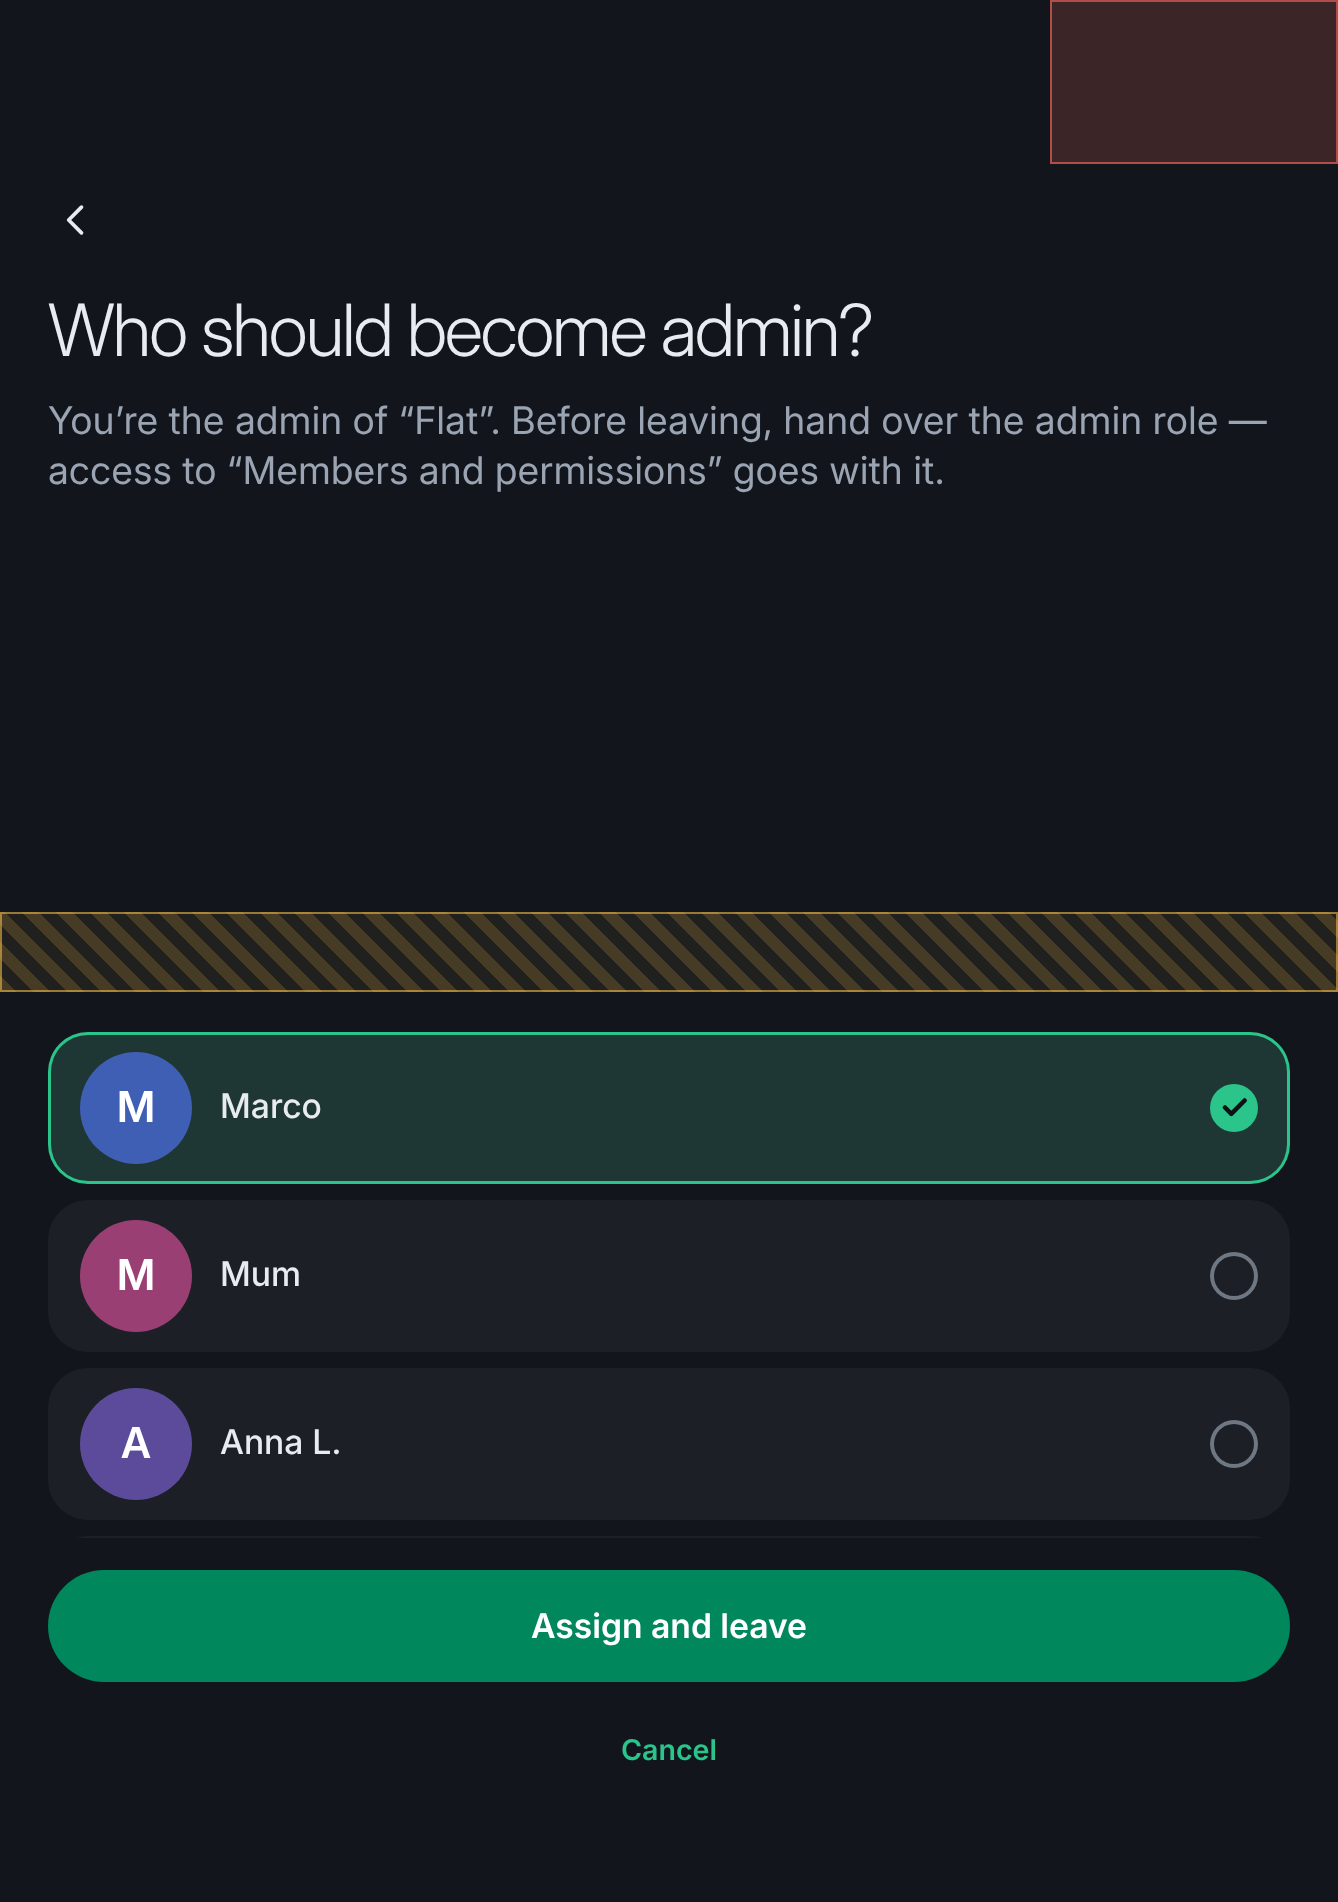 Who should become admin?
You’re the admin of “Flat”. Before leaving, hand over the admin role —
access to “Members and permissions” goes with it.
M Marco
M Mum
A Anna L.
Assign and leave
Cancel